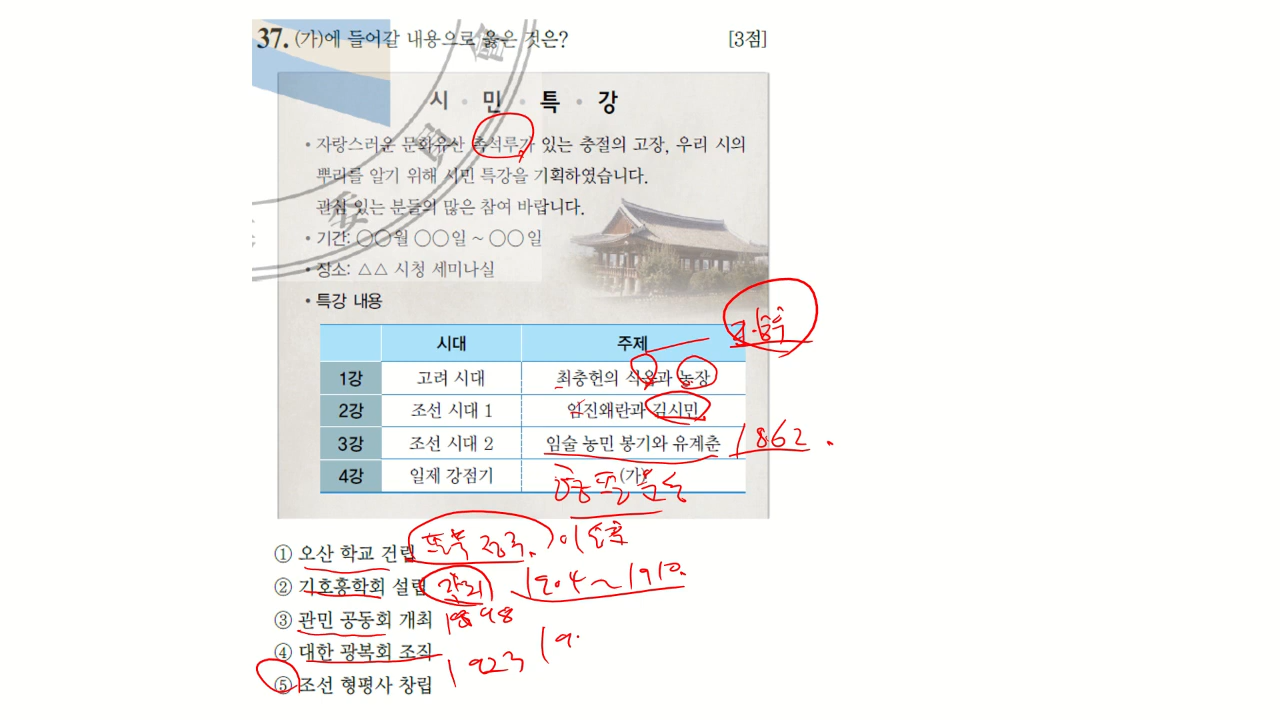 37. (가)에 들어갈 내용으로 옳은 것은? [3점]
시 · 민 · 특 · 강
• 자랑스러운 문화유산 촉석루가 있는 충절의 고장, 우리 시의
뿌리를 알기 위해 시민 특강을 기획하였습니다.
관심 있는 분들의 많은 참여 바랍니다.
• 기간: ○○월 ○○일 ~ ○○일
• 장소: △△ 시청 세미나실
• 특강 내용
시대 주제
1강 고려 시대 최충헌의 식읍과 농장
2강 조선 시대 1 임진왜란과 김시민
3강 조선 시대 2 임술 농민 봉기와 유계춘 1862.
4강 일제 강점기 (가)
① 오산 학교 건립
② 기호흥학회 설립 1904~1910.
③ 관민 공동회 개최 1898
④ 대한 광복회 조직 19.
⑤ 조선 형평사 창립 1923